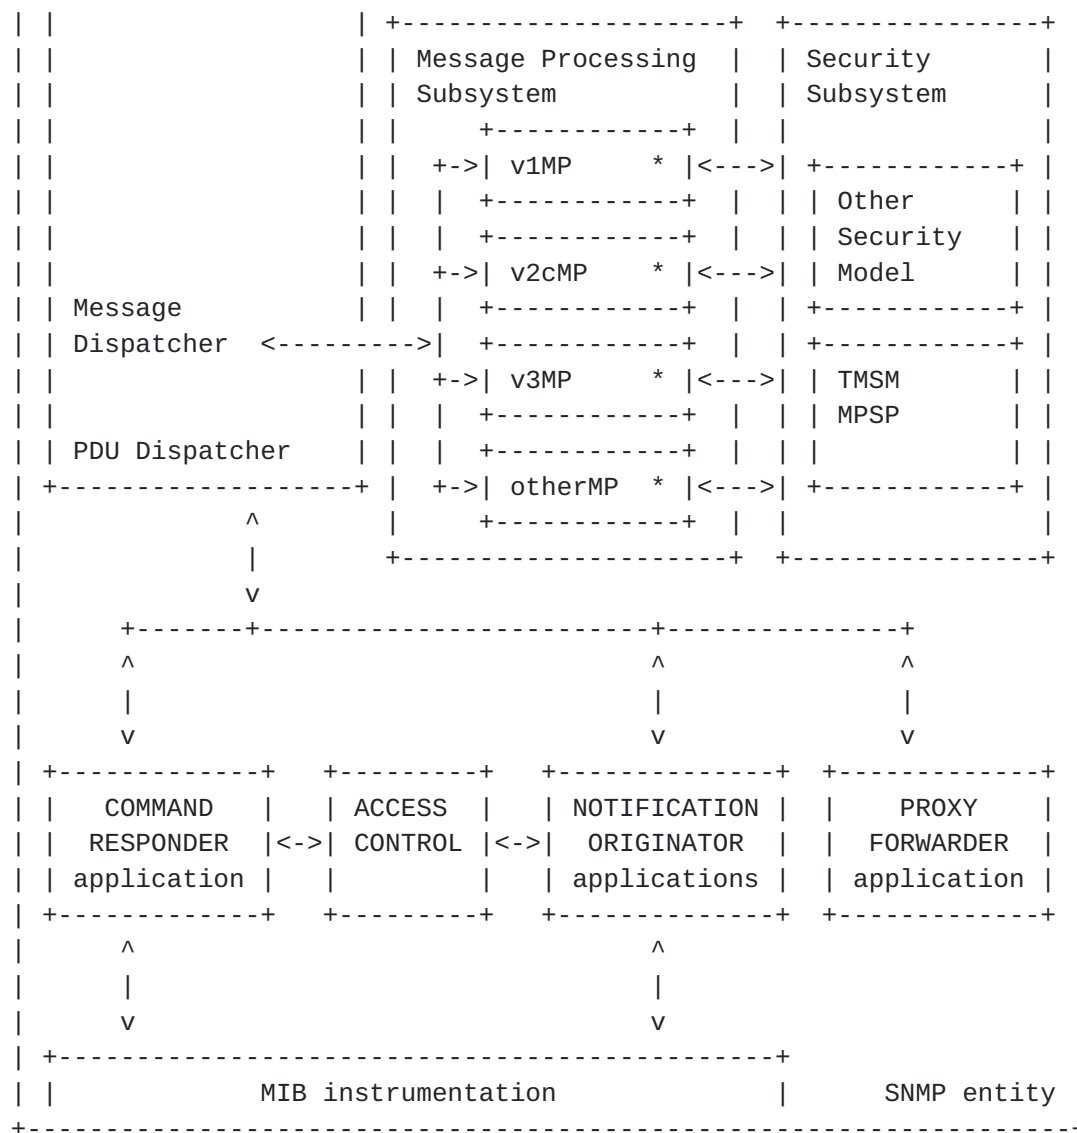 | |                   | +---------------------+  +----------------+
| |                   | | Message Processing  |  | Security       |
| |                   | | Subsystem           |  | Subsystem      |
| |                   | |     +------------+  |  |                |
| |                   | |  +->| v1MP     * |<--->| +------------+ |
| |                   | |  |  +------------+  |  | | Other      | |
| |                   | |  |  +------------+  |  | | Security   | |
| |                   | |  +->| v2cMP    * |<--->| | Model      | |
| | Message           | |  |  +------------+  |  | +------------+ |
| | Dispatcher  <--------->|  +------------+  |  | +------------+ |
| |                   | |  +->| v3MP     * |<--->| | TMSM       | |
| |                   | |  |  +------------+  |  | | MPSP       | |
| | PDU Dispatcher    | |  |  +------------+  |  | |            | |
| +-------------------+ |  +->| otherMP  * |<--->| +------------+ |
|              ^        |     +------------+  |  |                |
|              |        +---------------------+  +----------------+
|              v
|      +-------+-------------------------+---------------+
|      ^                                 ^               ^
|      |                                 |               |
|      v                                 v               v
| +-------------+   +---------+   +--------------+  +-------------+
| |   COMMAND   |   | ACCESS  |   | NOTIFICATION |  |    PROXY    |
| |  RESPONDER  |<->| CONTROL |<->|  ORIGINATOR  |  |  FORWARDER  |
| | application |   |         |   | applications |  | application |
| +-------------+   +---------+   +--------------+  +-------------+
|      ^                                 ^
|      |                                 |
|      v                                 v
| +----------------------------------------------+
| |             MIB instrumentation              |      SNMP entity
+-------------------------------------------------------------------